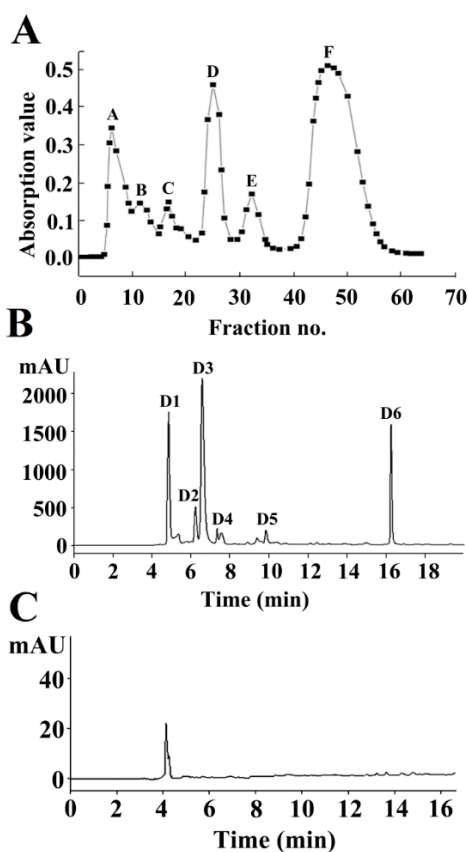 A
Absorption value
0.5
0.4
0.3
0.2
0.1
0.0
A
B
C
D
E
F
0 10 20 30 40 50 60 70
Fraction no.
B
mAU
2000
1500
1000
500
0
D1
D2
D3
D4
D5
D6
0 2 4 6 8 10 12 14 16 18
Time (min)
C
mAU
40
20
0
0 2 4 6 8 10 12 14 16
Time (min)